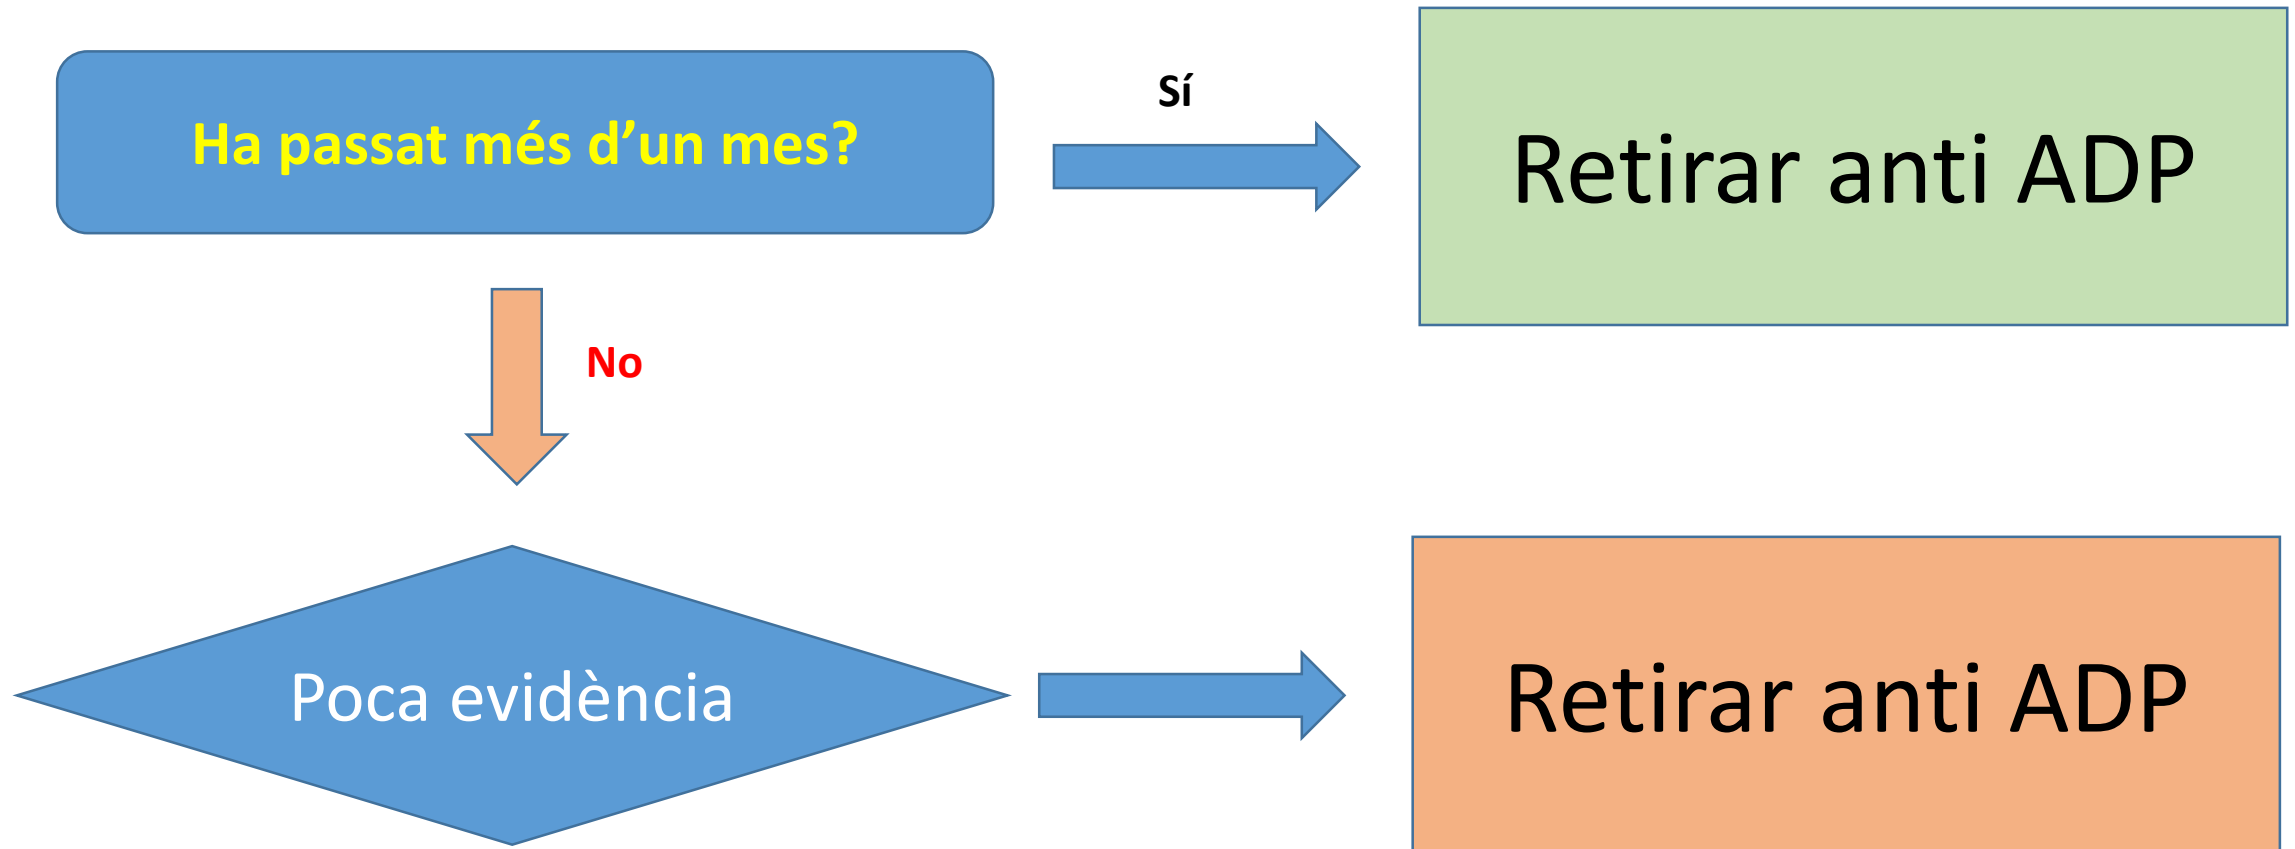 Ha passat més d’un mes?
Sí
Retirar anti ADP
No
Poca evidència
Retirar anti ADP